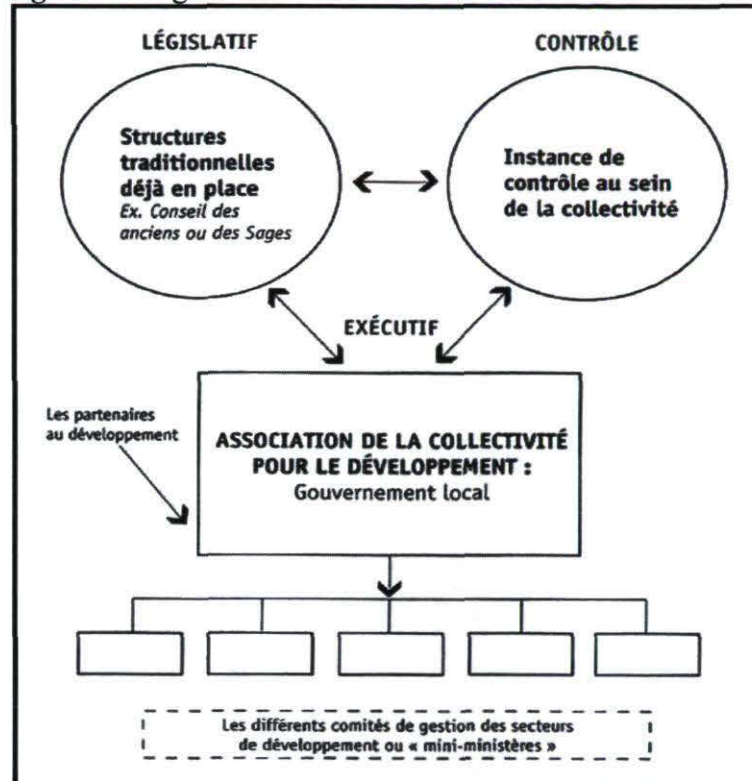 LÉGISLATIF
CONTRÔLE
Structures
traditionnelles
déjà en place
Ex. Conseil des
anciens ou des Sages
Instance de
contrôle au sein
de la collectivité
EXÉCUTIF
Les partenaires
au développement
ASSOCIATION DE LA COLLECTIVITÉ
POUR LE DÉVELOPPEMENT :
Gouvernement local
Les différents comités de gestion des secteurs
de développement ou « mini-ministères »